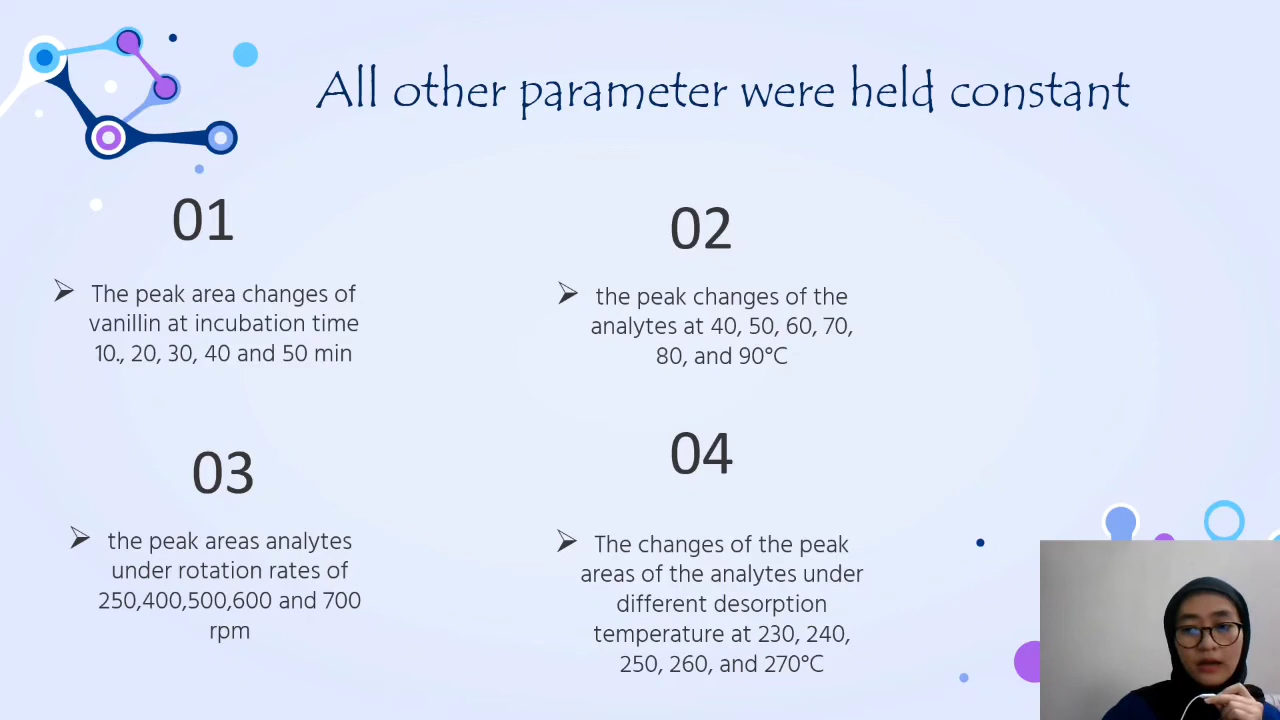 All other parameter were held constant
01
➢ The peak area changes of
vanillin at incubation time
10., 20, 30, 40 and 50 min
02
➢ the peak changes of the
analytes at 40, 50, 60, 70,
80, and 90°C
03
➢ the peak areas analytes
under rotation rates of
250,400,500,600 and 700
rpm
04
➢ The changes of the peak
areas of the analytes under
different desorption
temperature at 230, 240,
250, 260, and 270°C